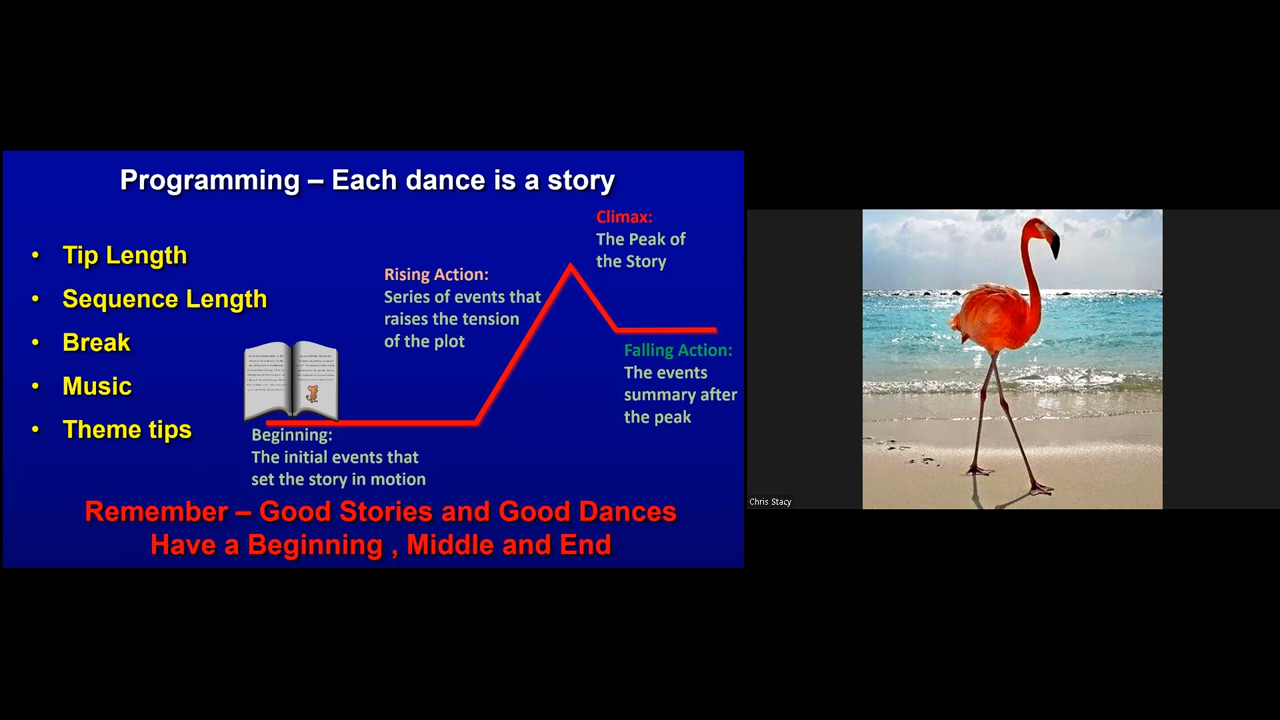 Programming – Each dance is a story
• Tip Length
• Sequence Length
• Break
• Music
• Theme tips
Beginning:
The initial events that
set the story in motion
Rising Action:
Series of events that
raises the tension
of the plot
Climax:
The Peak of
the Story
Falling Action:
The events
summary after
the peak
Remember – Good Stories and Good Dances
Have a Beginning , Middle and End
Chris Stacy